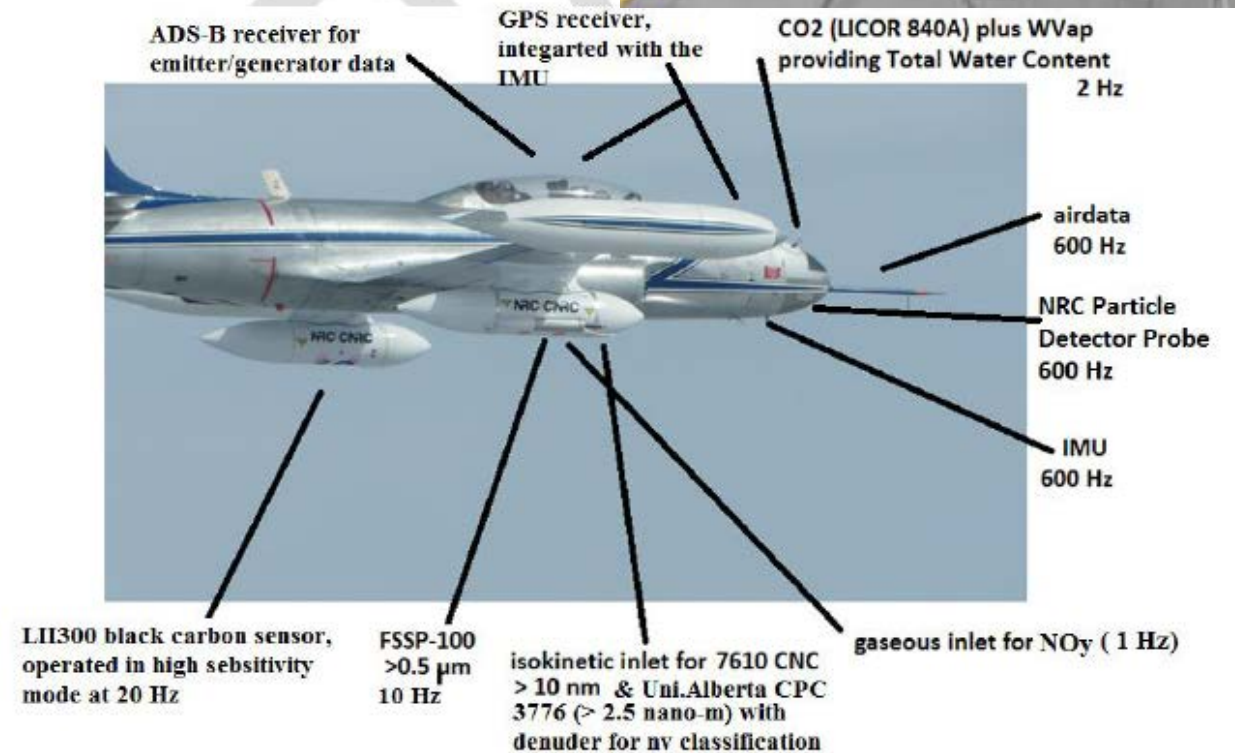 ADS-B receiver for
emitter/generator data
GPS receiver,
integarted with the
IMU
CO2 (LICOR 840A) plus WVap
providing Total Water Content
2 Hz
airdata
600 Hz
NRC Particle
Detector Probe
600 Hz
IMU
600 Hz
NRC CNRC
NRC CNRC
LII300 black carbon sensor,
operated in high sebsitivity
mode at 20 Hz
FSSP-100
>0.5 μm
10 Hz
isokinetic inlet for 7610 CNC
> 10 nm & Uni.Alberta CPC
3776 (> 2.5 nano-m) with
denuder for nv classification
gaseous inlet for NOy ( 1 Hz)